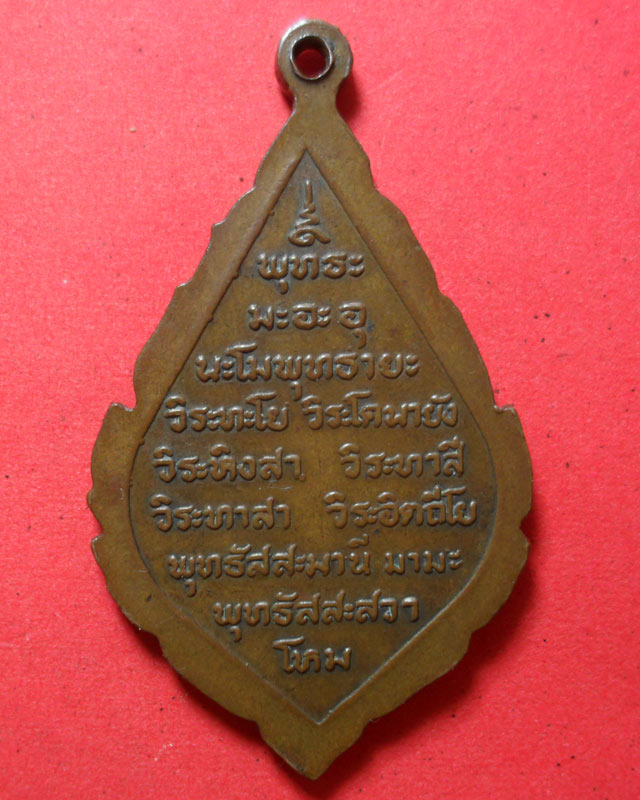 พุทธะ
มะอะอุ
นะโมพุทธายะ
วิระทะโย วิระโคนายัง
วิระหิงสา วิระทาสี
วิระทาสา วิระอิตถีโย
พุทธัสสะมานี มามะ
พุทธัสสะสวา
โหม